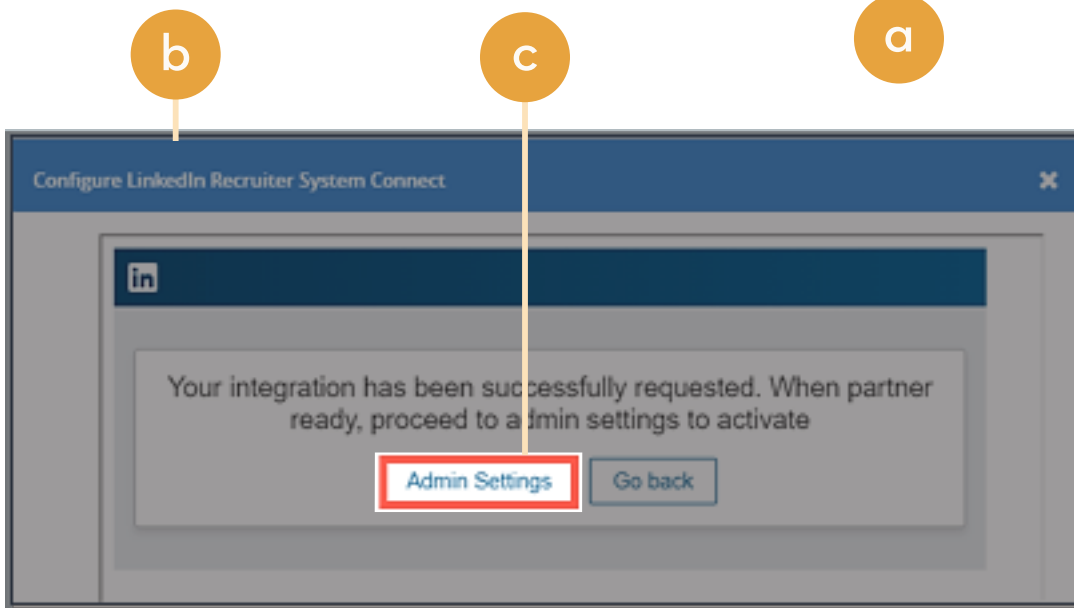 b
c
a
Configure LinkedIn Recruiter System Connect
in
Your integration has been successfully requested. When partner
ready, proceed to admin settings to activate
Admin Settings
Go back